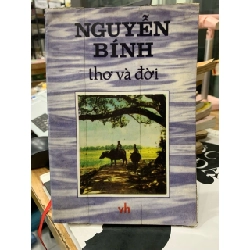 NGUYỄN
BÍNH
thơ và đời
vh